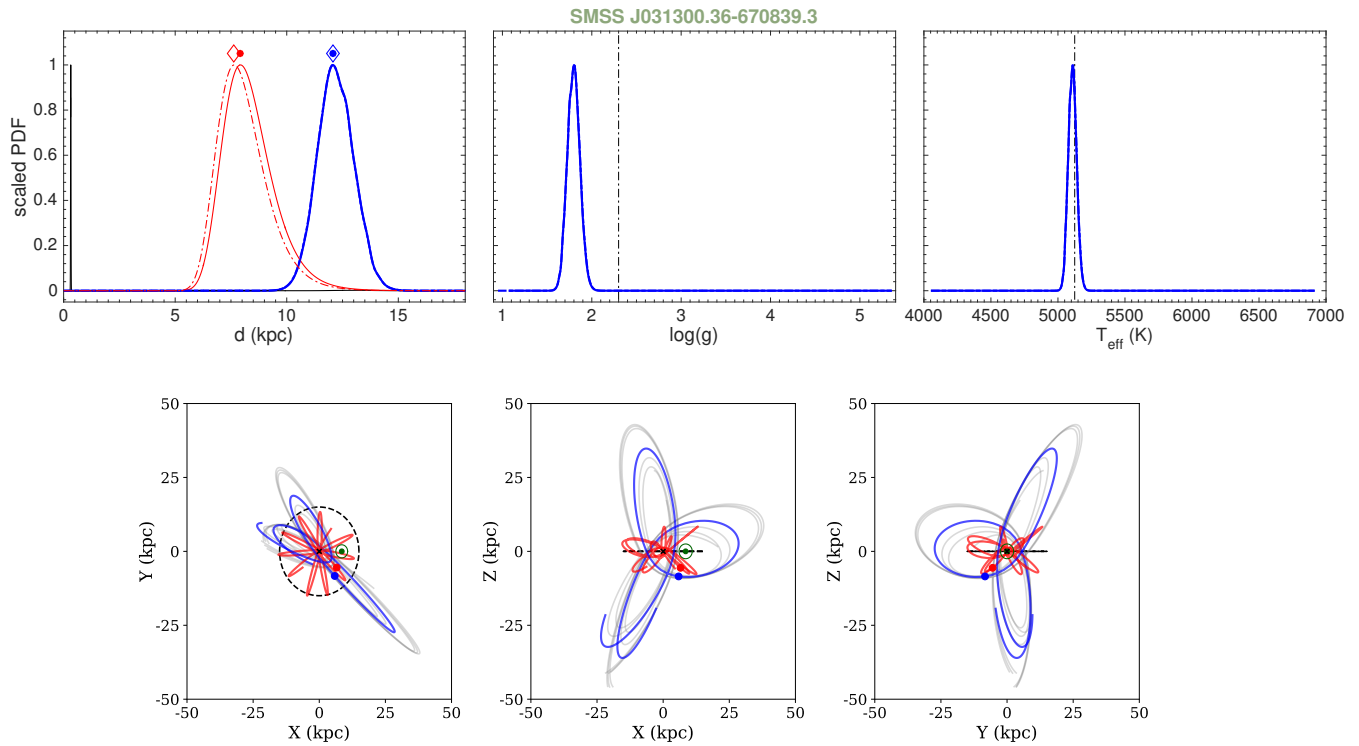 SMSS J031300.36-670839.3
scaled PDF
1
0.8
0.6
0.4
0.2
0
0 5 10 15
d (kpc)
1 2 3 4 5
log(g)
4000 4500 5000 5500 6000 6500 7000
T_eff (K)
50
25
0
-25
-50
Y (kpc)
-50 -25 0 25 50
X (kpc)
50
25
0
-25
-50
Z (kpc)
-50 -25 0 25 50
X (kpc)
50
25
0
-25
-50
Z (kpc)
-50 -25 0 25 50
Y (kpc)